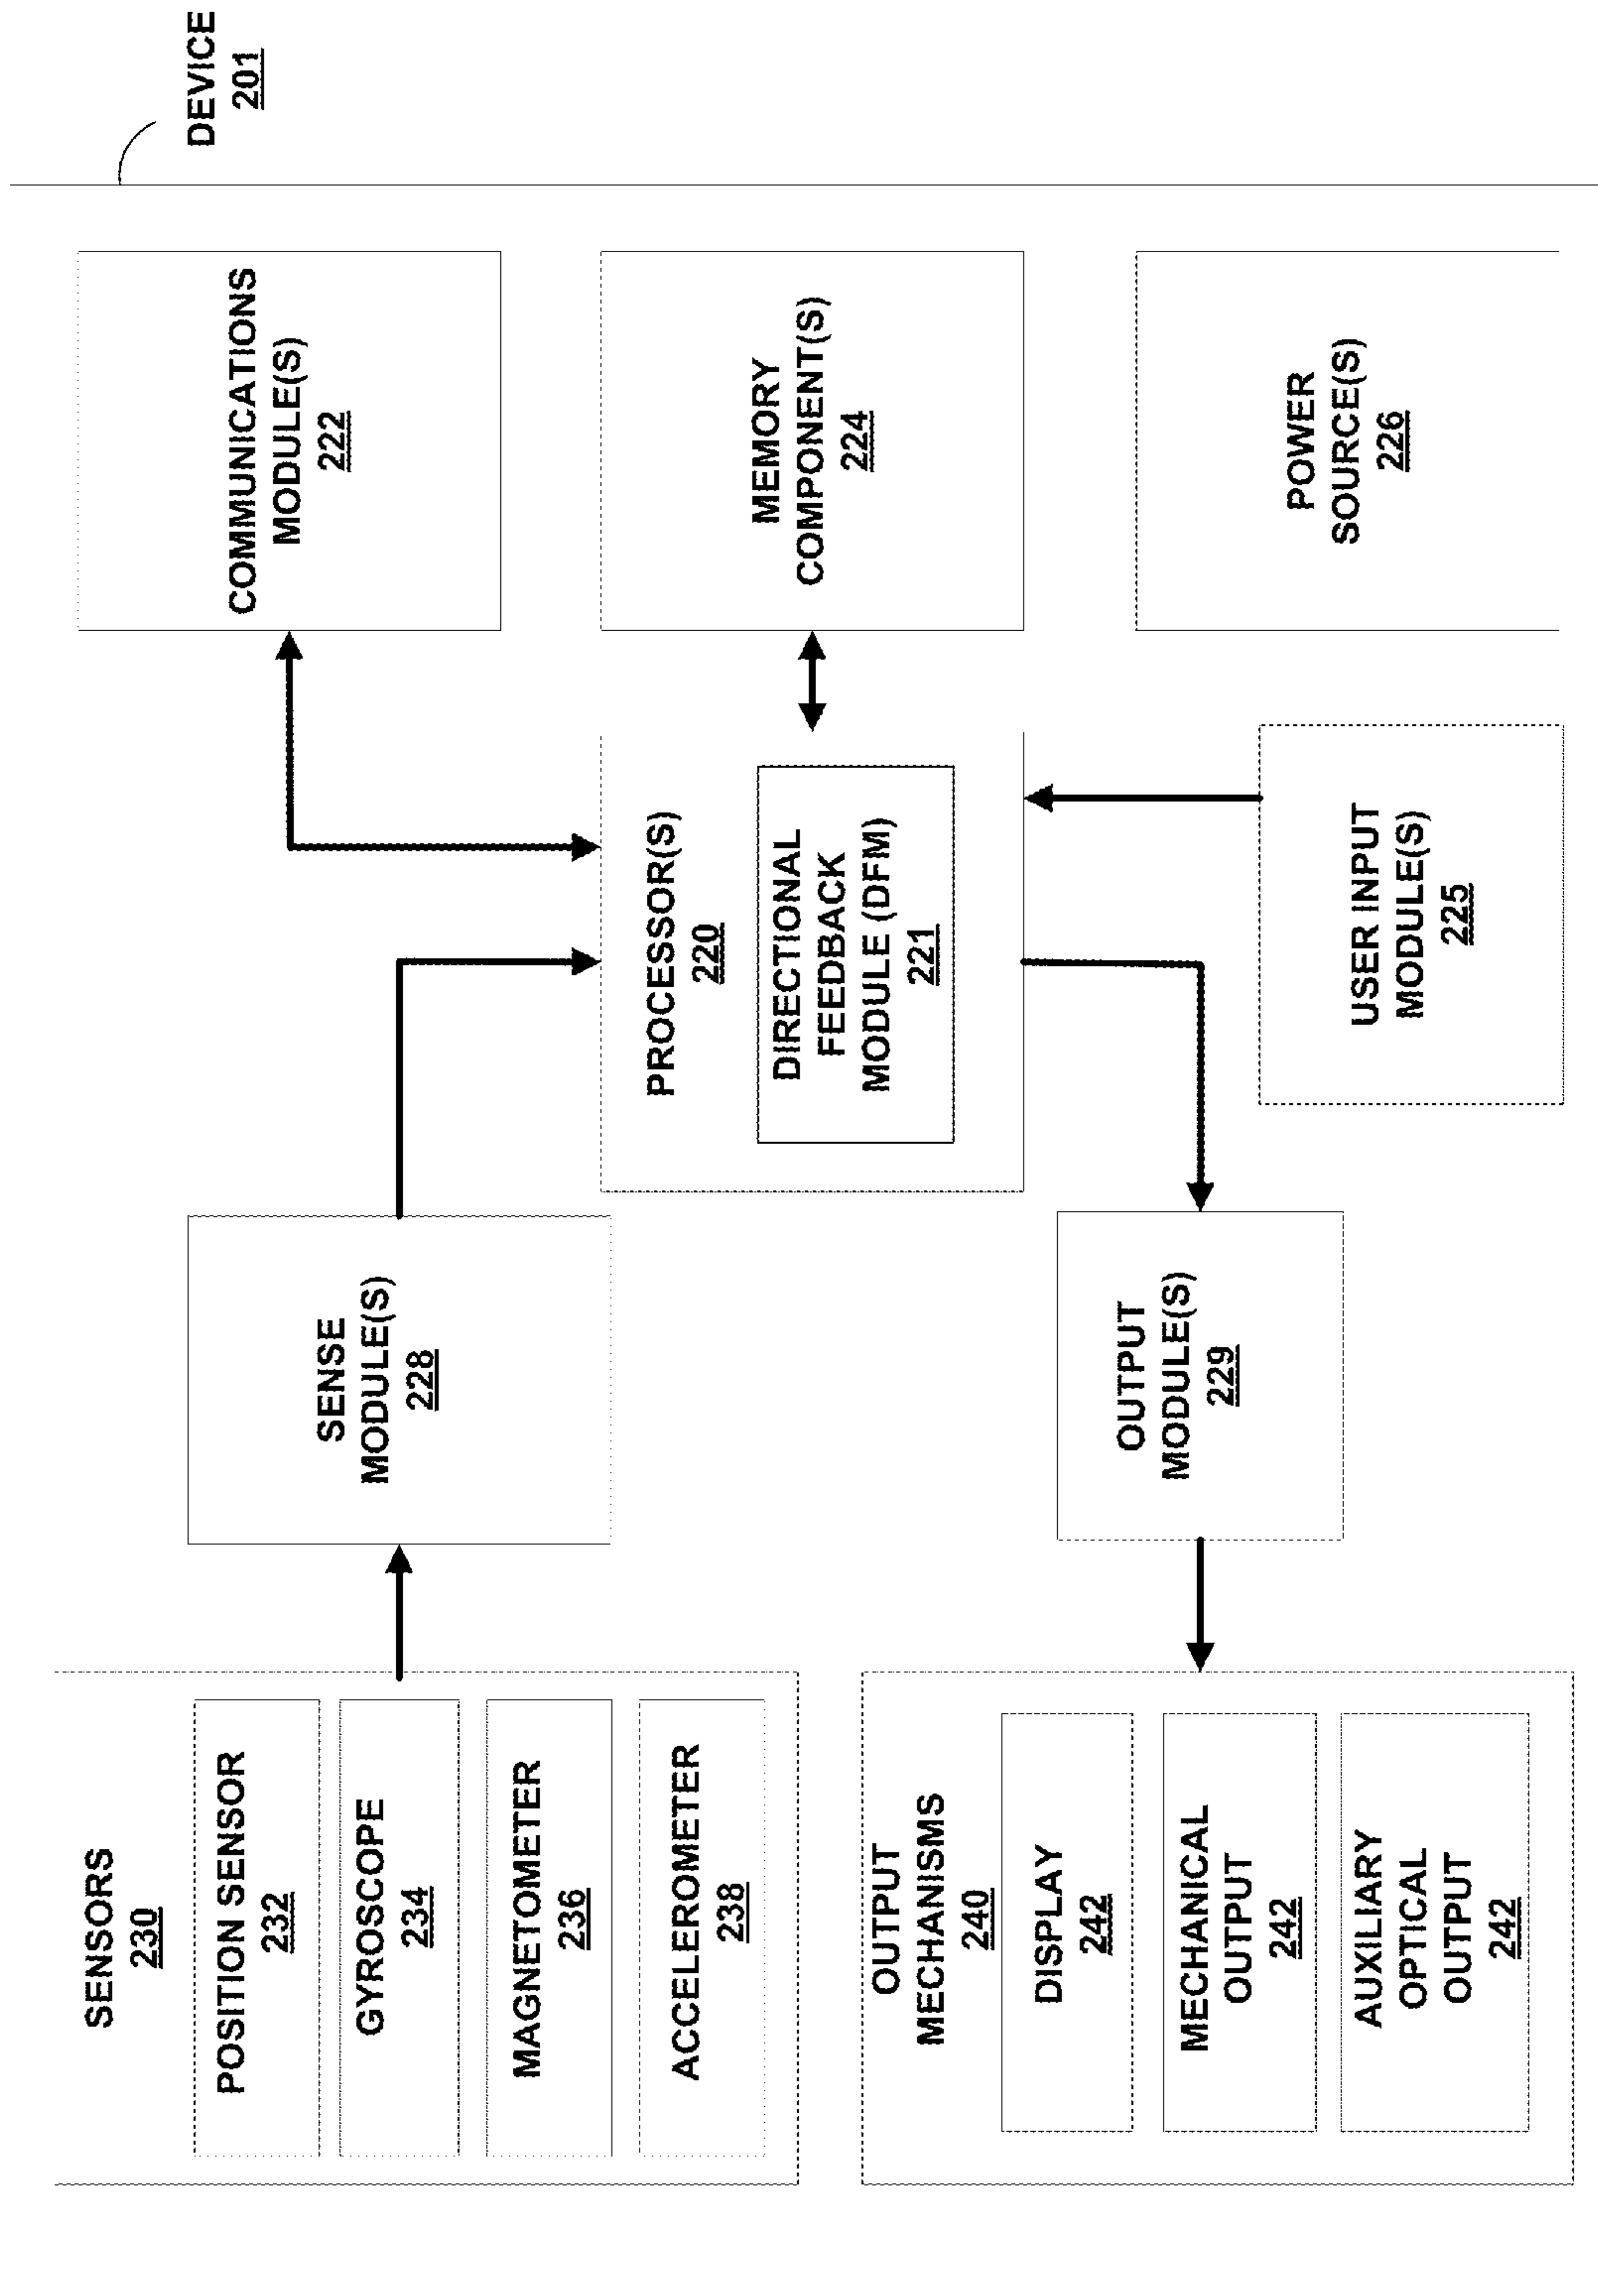 DEVICE
201
SENSORS
230
POSITION SENSOR
232
GYROSCOPE
234
MAGNETOMETER
236
ACCELEROMETER
238
SENSE
MODULE(S)
228
COMMUNICATIONS
MODULE(S)
222
PROCESSOR(S)
220
DIRECTIONAL
FEEDBACK
MODULE (DFM)
221
MEMORY
COMPONENT(S)
224
OUTPUT
MECHANISMS
240
DISPLAY
242
MECHANICAL
OUTPUT
242
AUXILIARY
OPTICAL
OUTPUT
242
OUTPUT
MODULE(S)
229
USER INPUT
MODULE(S)
225
POWER
SOURCE(S)
226